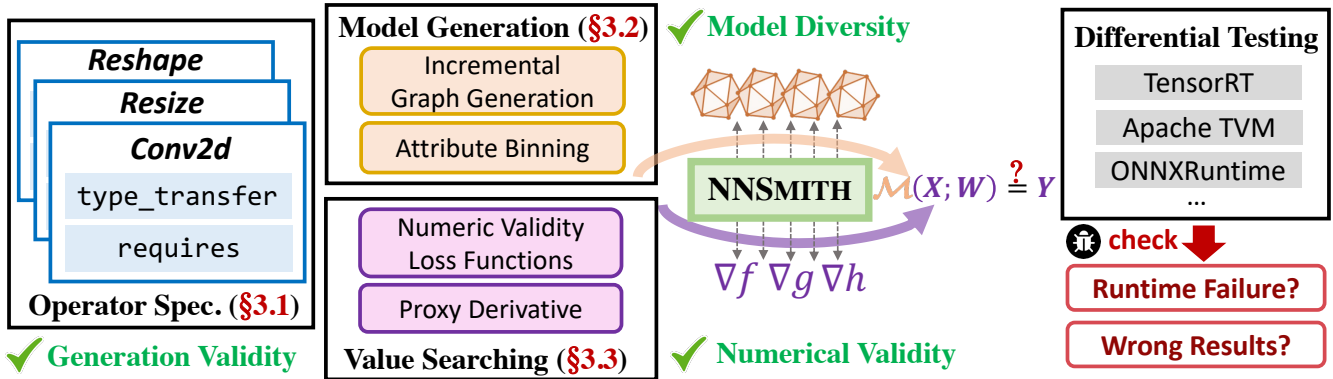 Reshape
Resize
Conv2d
type_transfer
requires
Operator Spec. (§3.1)
Generation Validity
Model Generation (§3.2)
Incremental
Graph Generation
Attribute Binning
Numeric Validity
Loss Functions
Proxy Derivative
Value Searching (§3.3)
Model Diversity
NNSMITH
ℳ(X; W) ≟ Y
∇f ∇g ∇h
Numerical Validity
Differential Testing
TensorRT
Apache TVM
ONNXRuntime
...
check
Runtime Failure?
Wrong Results?